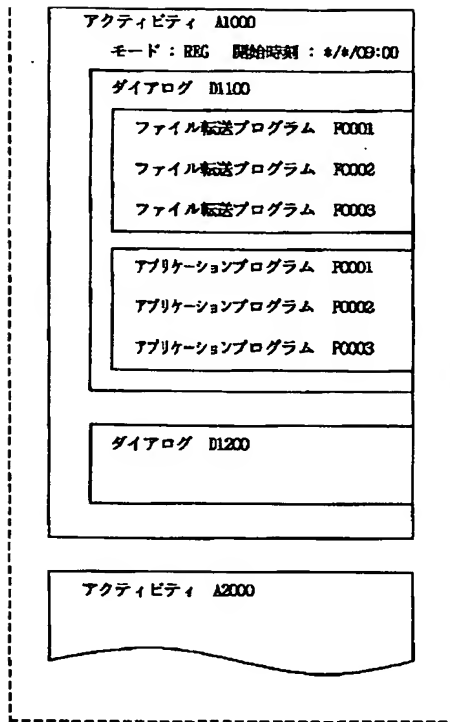 アクティビティ A1000
モード : REG 開始時刻 : */*/09:00
ダイアログ D1100
ファイル転送プログラム F0001
ファイル転送プログラム F0002
ファイル転送プログラム F0003
アプリケーションプログラム P0001
アプリケーションプログラム P0002
アプリケーションプログラム P0003
ダイアログ D1200
アクティビティ A2000